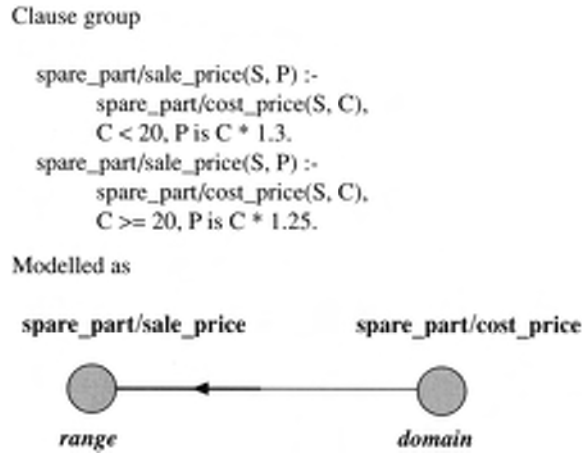 Clause group
spare_part/sale_price(S, P) :-
spare_part/cost_price(S, C),
C < 20, P is C * 1.3.
spare_part/sale_price(S, P) :-
spare_part/cost_price(S, C),
C >= 20, P is C * 1.25.
Modelled as
spare_part/sale_price spare_part/cost_price
range domain